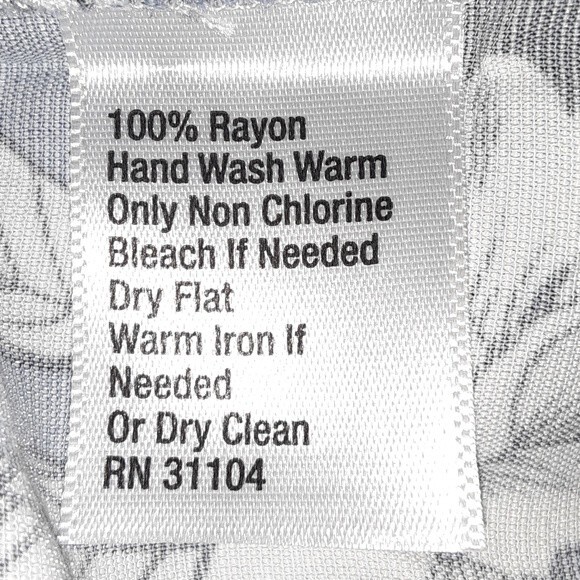 100% Rayon
Hand Wash Warm
Only Non Chlorine
Bleach If Needed
Dry Flat
Warm Iron If
Needed
Or Dry Clean
RN 31104